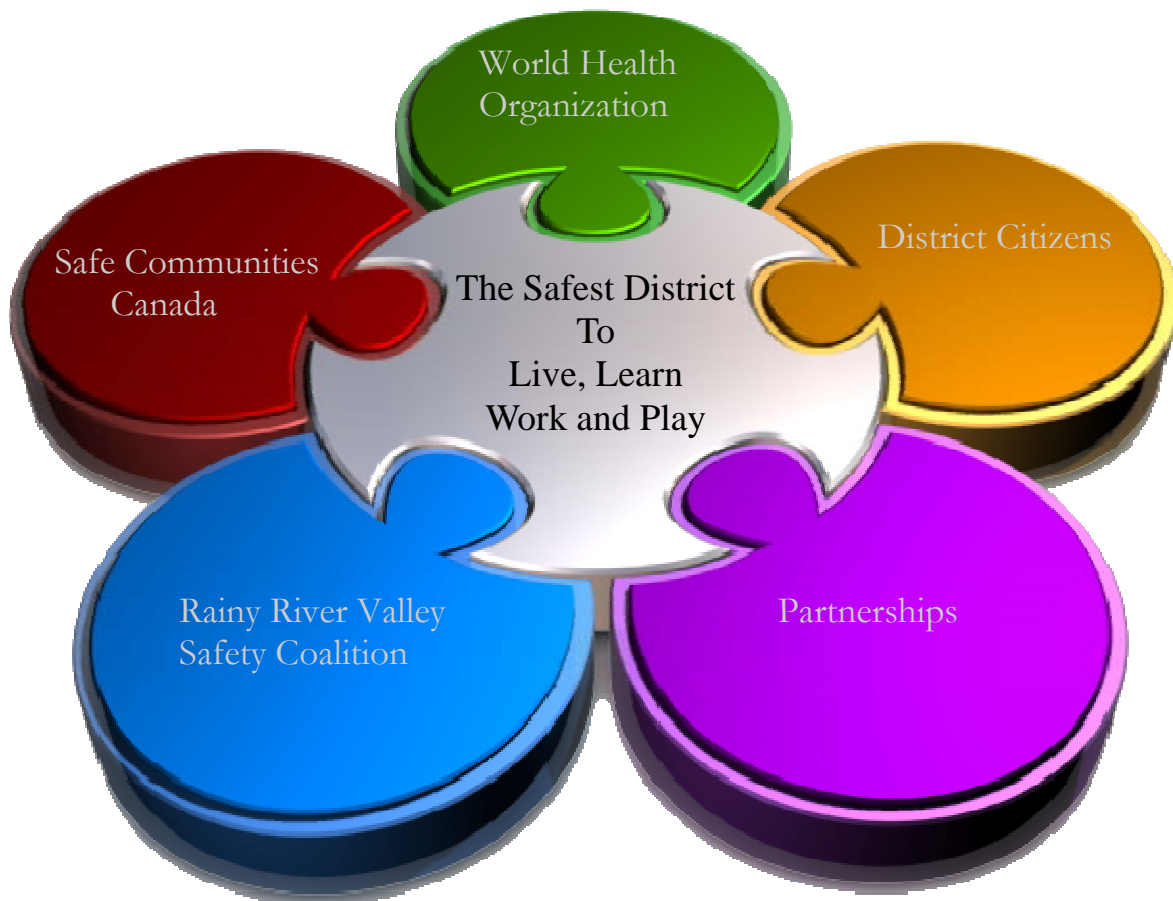 World Health
Organization
Safe Communities
Canada
District Citizens
The Safest District
To
Live, Learn
Work and Play
Rainy River Valley
Safety Coalition
Partnerships